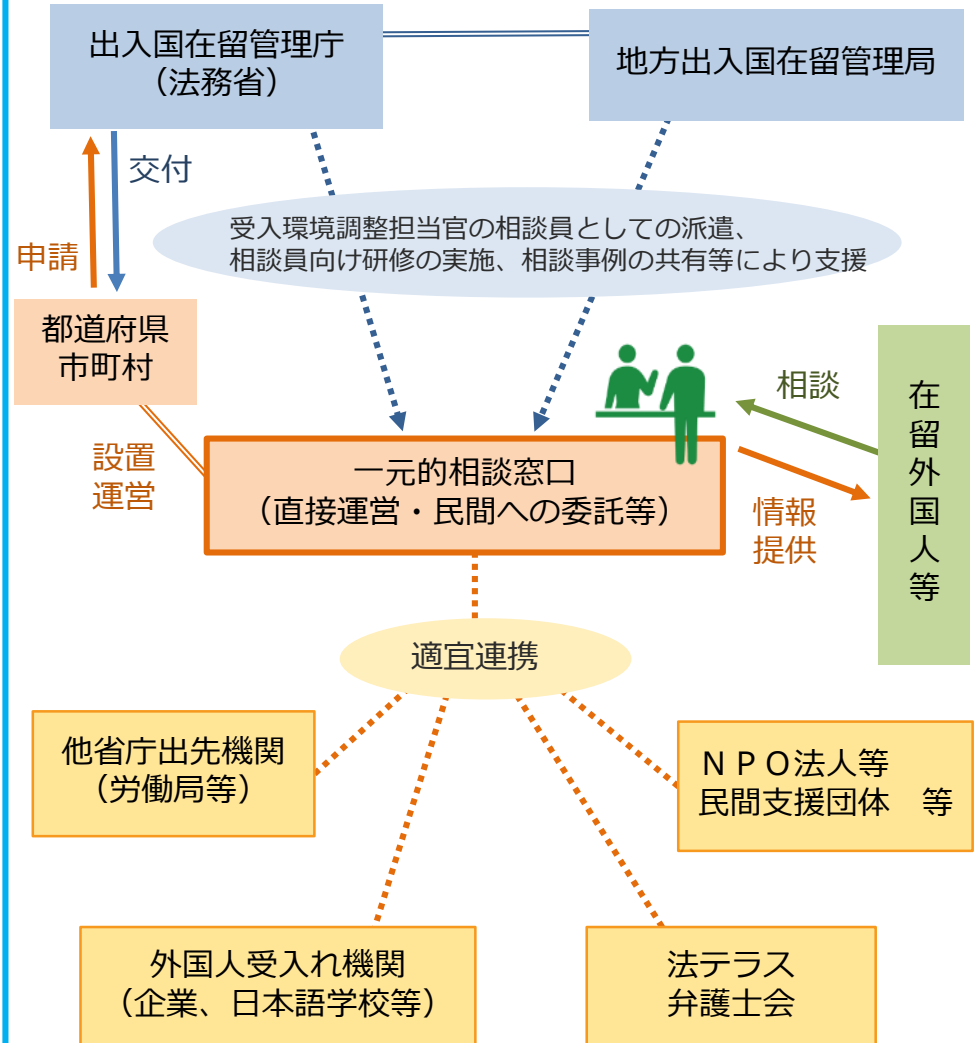 出入国在留管理庁
（法務省）
地方出入国在留管理局
交付
申請
受入環境調整担当官の相談員としての派遣、
相談員向け研修の実施、相談事例の共有等により支援
都道府県
市町村
設置
運営
相談
在留外国人等
一元的相談窓口
（直接運営・民間への委託等）
情報
提供
適宜連携
他省庁出先機関
（労働局等）
ＮＰＯ法人等
民間支援団体　等
外国人受入れ機関
（企業、日本語学校等）
法テラス
弁護士会